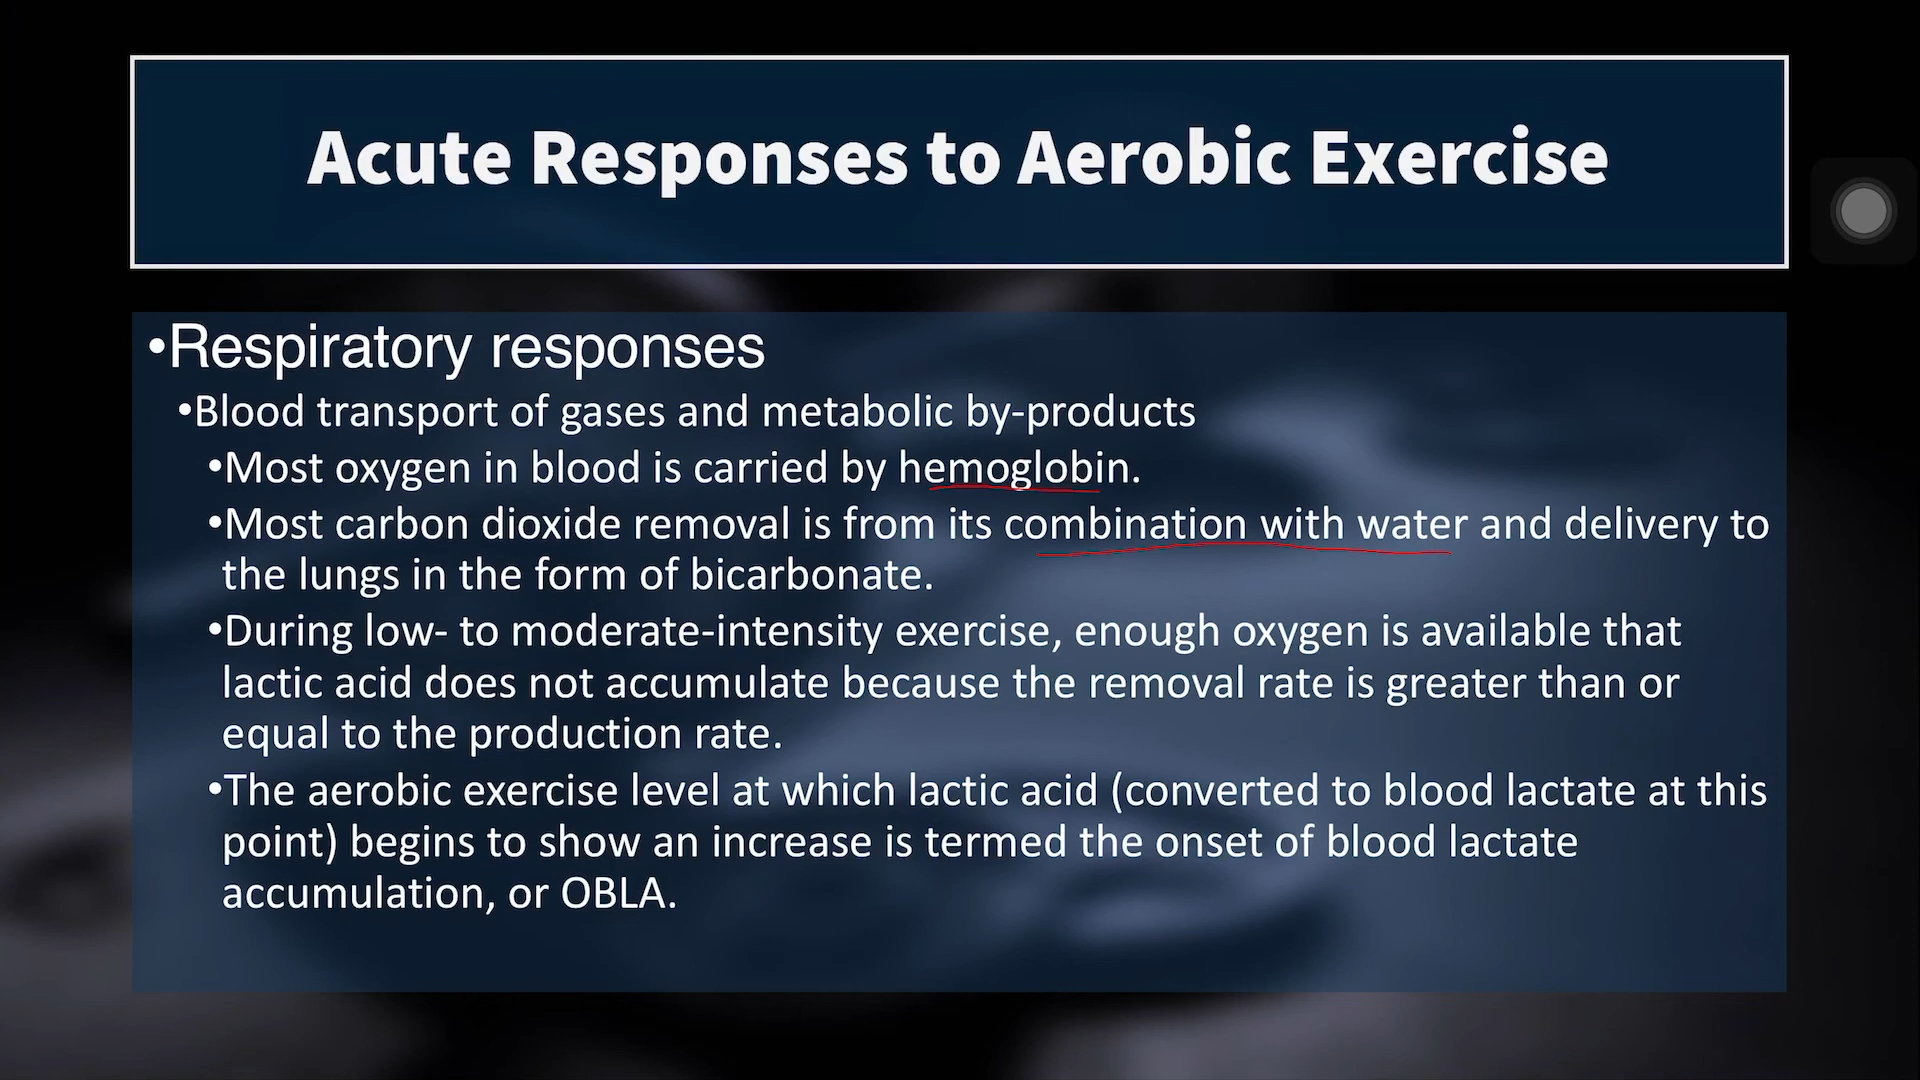 Acute Responses to Aerobic Exercise
•Respiratory responses
•Blood transport of gases and metabolic by-products
•Most oxygen in blood is carried by hemoglobin.
•Most carbon dioxide removal is from its combination with water and delivery to
the lungs in the form of bicarbonate.
•During low- to moderate-intensity exercise, enough oxygen is available that
lactic acid does not accumulate because the removal rate is greater than or
equal to the production rate.
•The aerobic exercise level at which lactic acid (converted to blood lactate at this
point) begins to show an increase is termed the onset of blood lactate
accumulation, or OBLA.